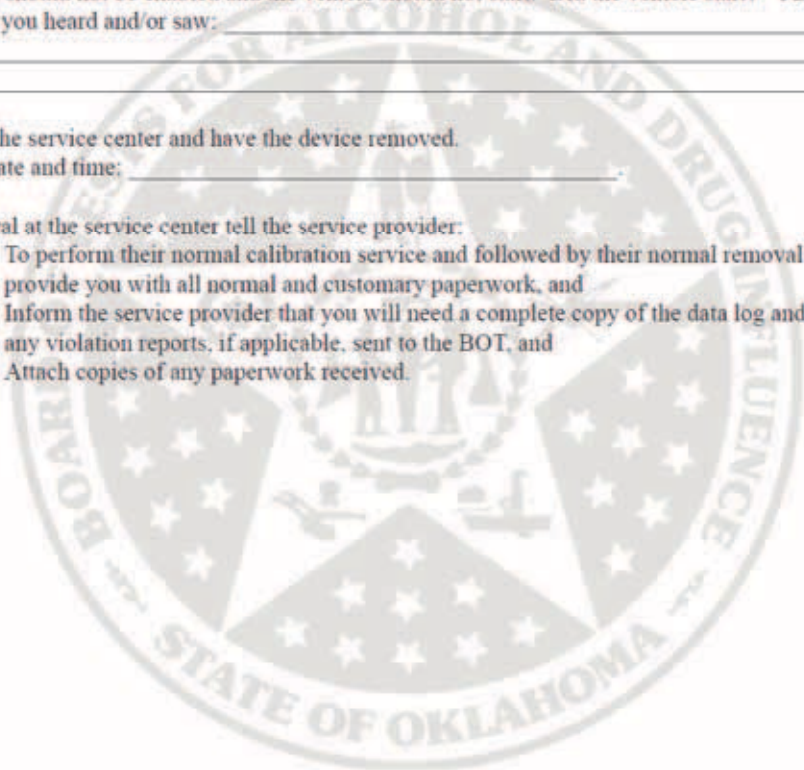 you heard and/or saw:
he service center and have the device removed.
ate and time:
al at the service center tell the service provider:
To perform their normal calibration service and followed by their normal removal
provide you with all normal and customary paperwork, and
Inform the service provider that you will need a complete copy of the data log and
any violation reports, if applicable, sent to the BOT, and
Attach copies of any paperwork received.
BOARD OF TESTS FOR ALCOHOL AND DRUG INFLUENCE
STATE OF OKLAHOMA